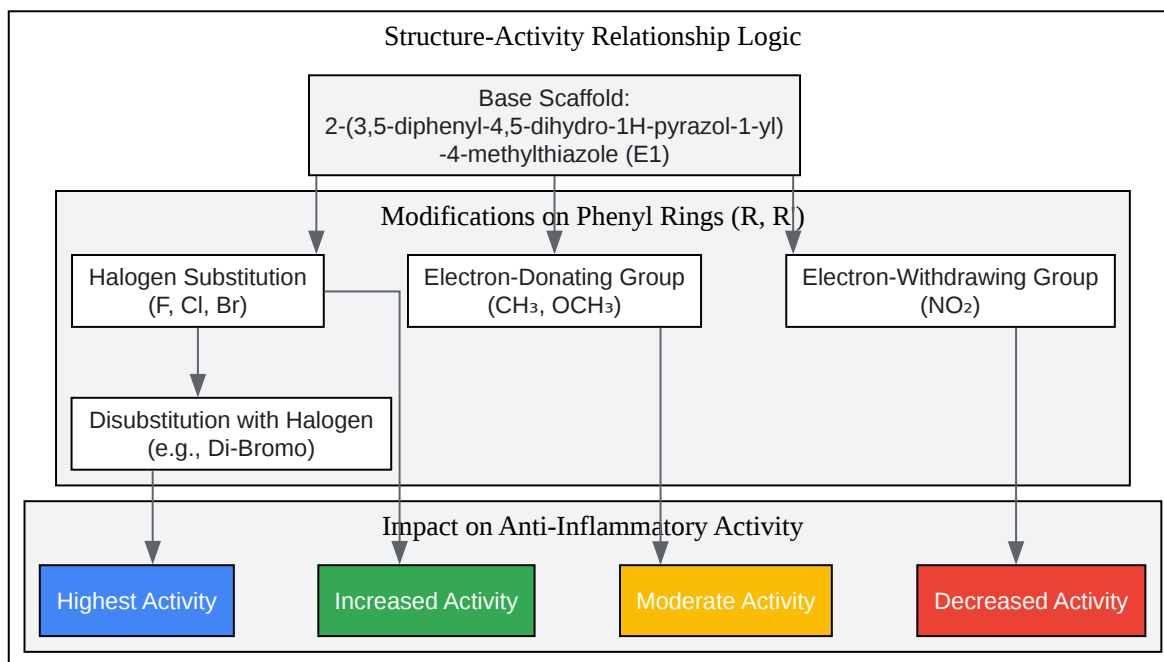 Structure-Activity Relationship Logic
Base Scaffold:
2-(3,5-diphenyl-4,5-dihydro-1H-pyrazol-1-yl)
-4-methylthiazole (E1)
Modifications on Phenyl Rings (R, R')
Halogen Substitution
(F, Cl, Br)
Electron-Donating Group
(CH₃, OCH₃)
Electron-Withdrawing Group
(NO₂)
Disubstitution with Halogen
(e.g., Di-Bromo)
Impact on Anti-Inflammatory Activity
Highest Activity
Increased Activity
Moderate Activity
Decreased Activity